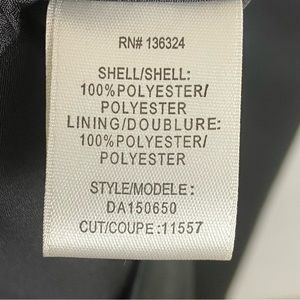 RN# 136324
SHELL/SHELL:
100%POLYESTER/
POLYESTER
LINING/DOUBLURE:
100%POLYESTER/
POLYESTER
STYLE/MODELE:
DA150650
CUT/COUPE:11557